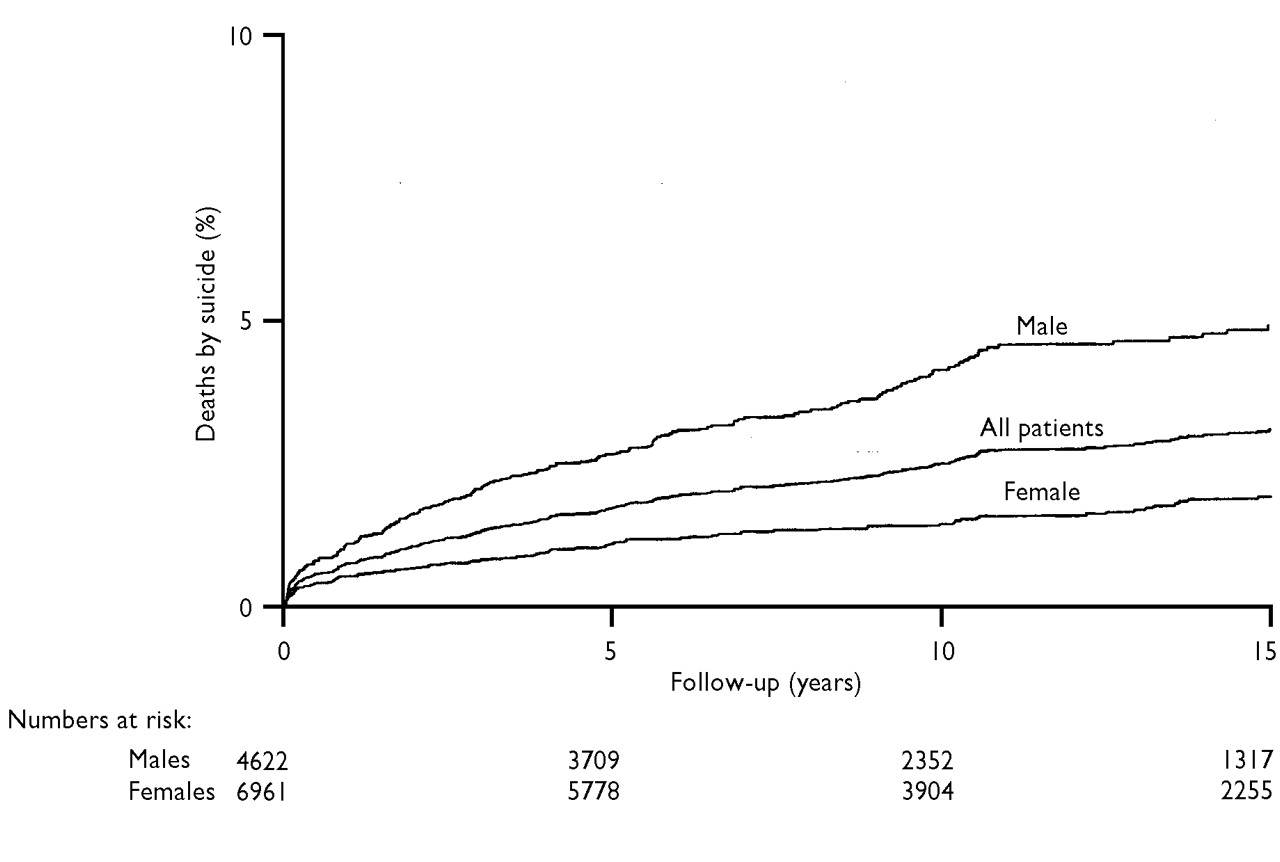 10
Deaths by suicide (%)
5
Male
All patients
Female
0
0 5 10 15
Follow-up (years)
Numbers at risk:
Males 4622 3709 2352 1317
Females 6961 5778 3904 2255